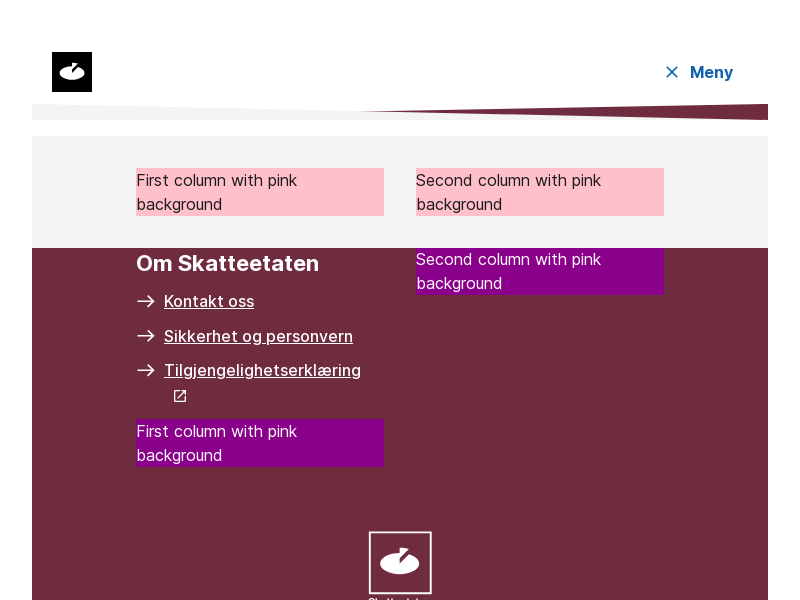 Meny
First column with pink
background
Second column with pink
background
Om Skatteetaten
Kontakt oss
Sikkerhet og personvern
Tilgjengelighetserklæring
First column with pink
background
Second column with pink
background